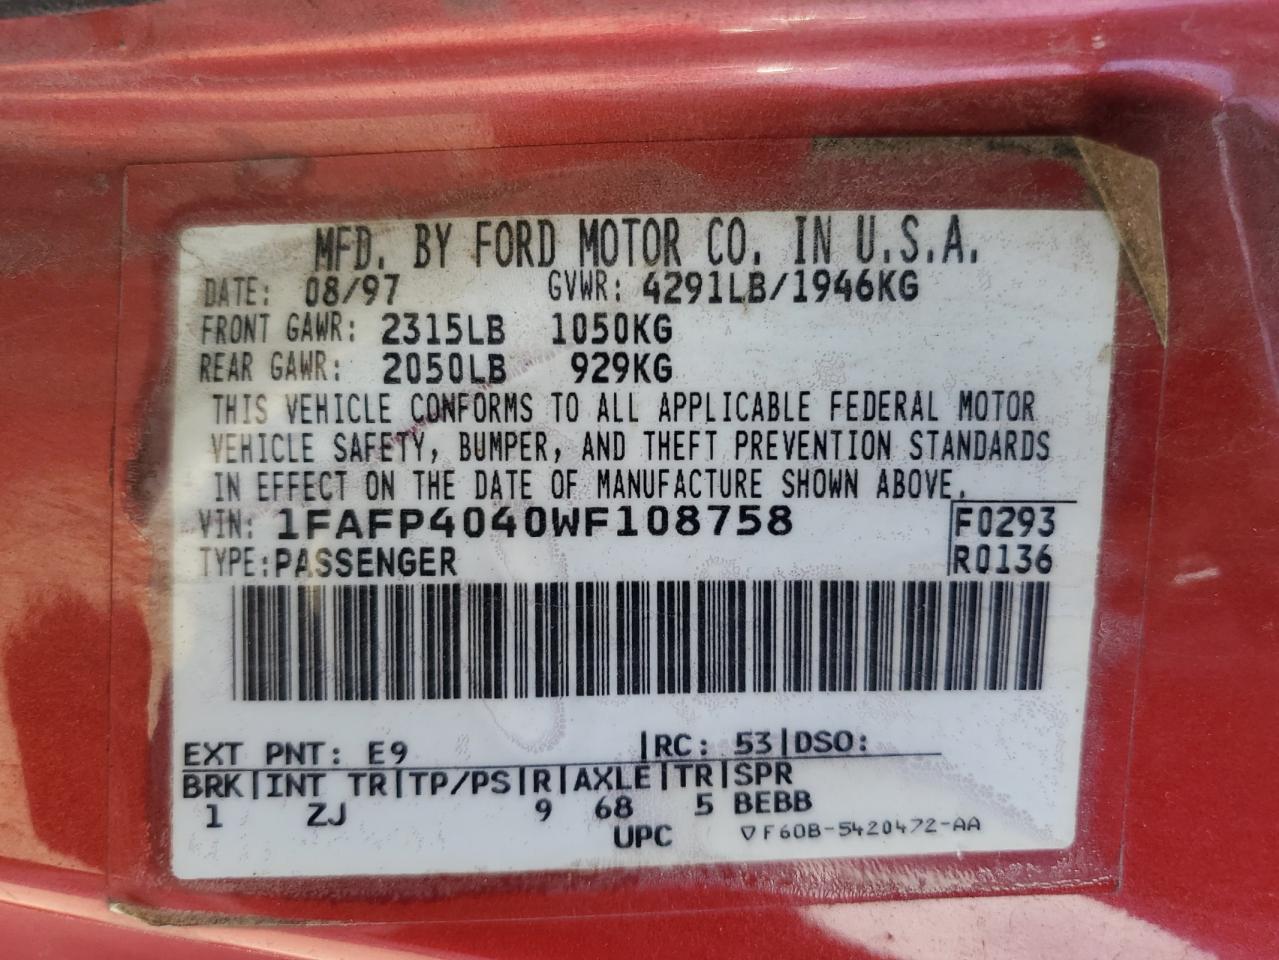 MFD. BY FORD MOTOR CO. IN U.S.A.
DATE: 08/97 GVWR: 4291LB/1946KG
FRONT GAWR: 2315LB 1050KG
REAR GAWR: 2050LB 929KG
THIS VEHICLE CONFORMS TO ALL APPLICABLE FEDERAL MOTOR
VEHICLE SAFETY, BUMPER, AND THEFT PREVENTION STANDARDS
IN EFFECT ON THE DATE OF MANUFACTURE SHOWN ABOVE.
VIN: 1FAFP4040WF108758 F0293
TYPE:PASSENGER R0136
EXT PNT: E9 |RC: 53|DSO:
BRK|INT TR|TP/PS|R|AXLE|TR|SPR
1 ZJ 9 68 5 BEBB
UPC ▽F60B-5420472-AA